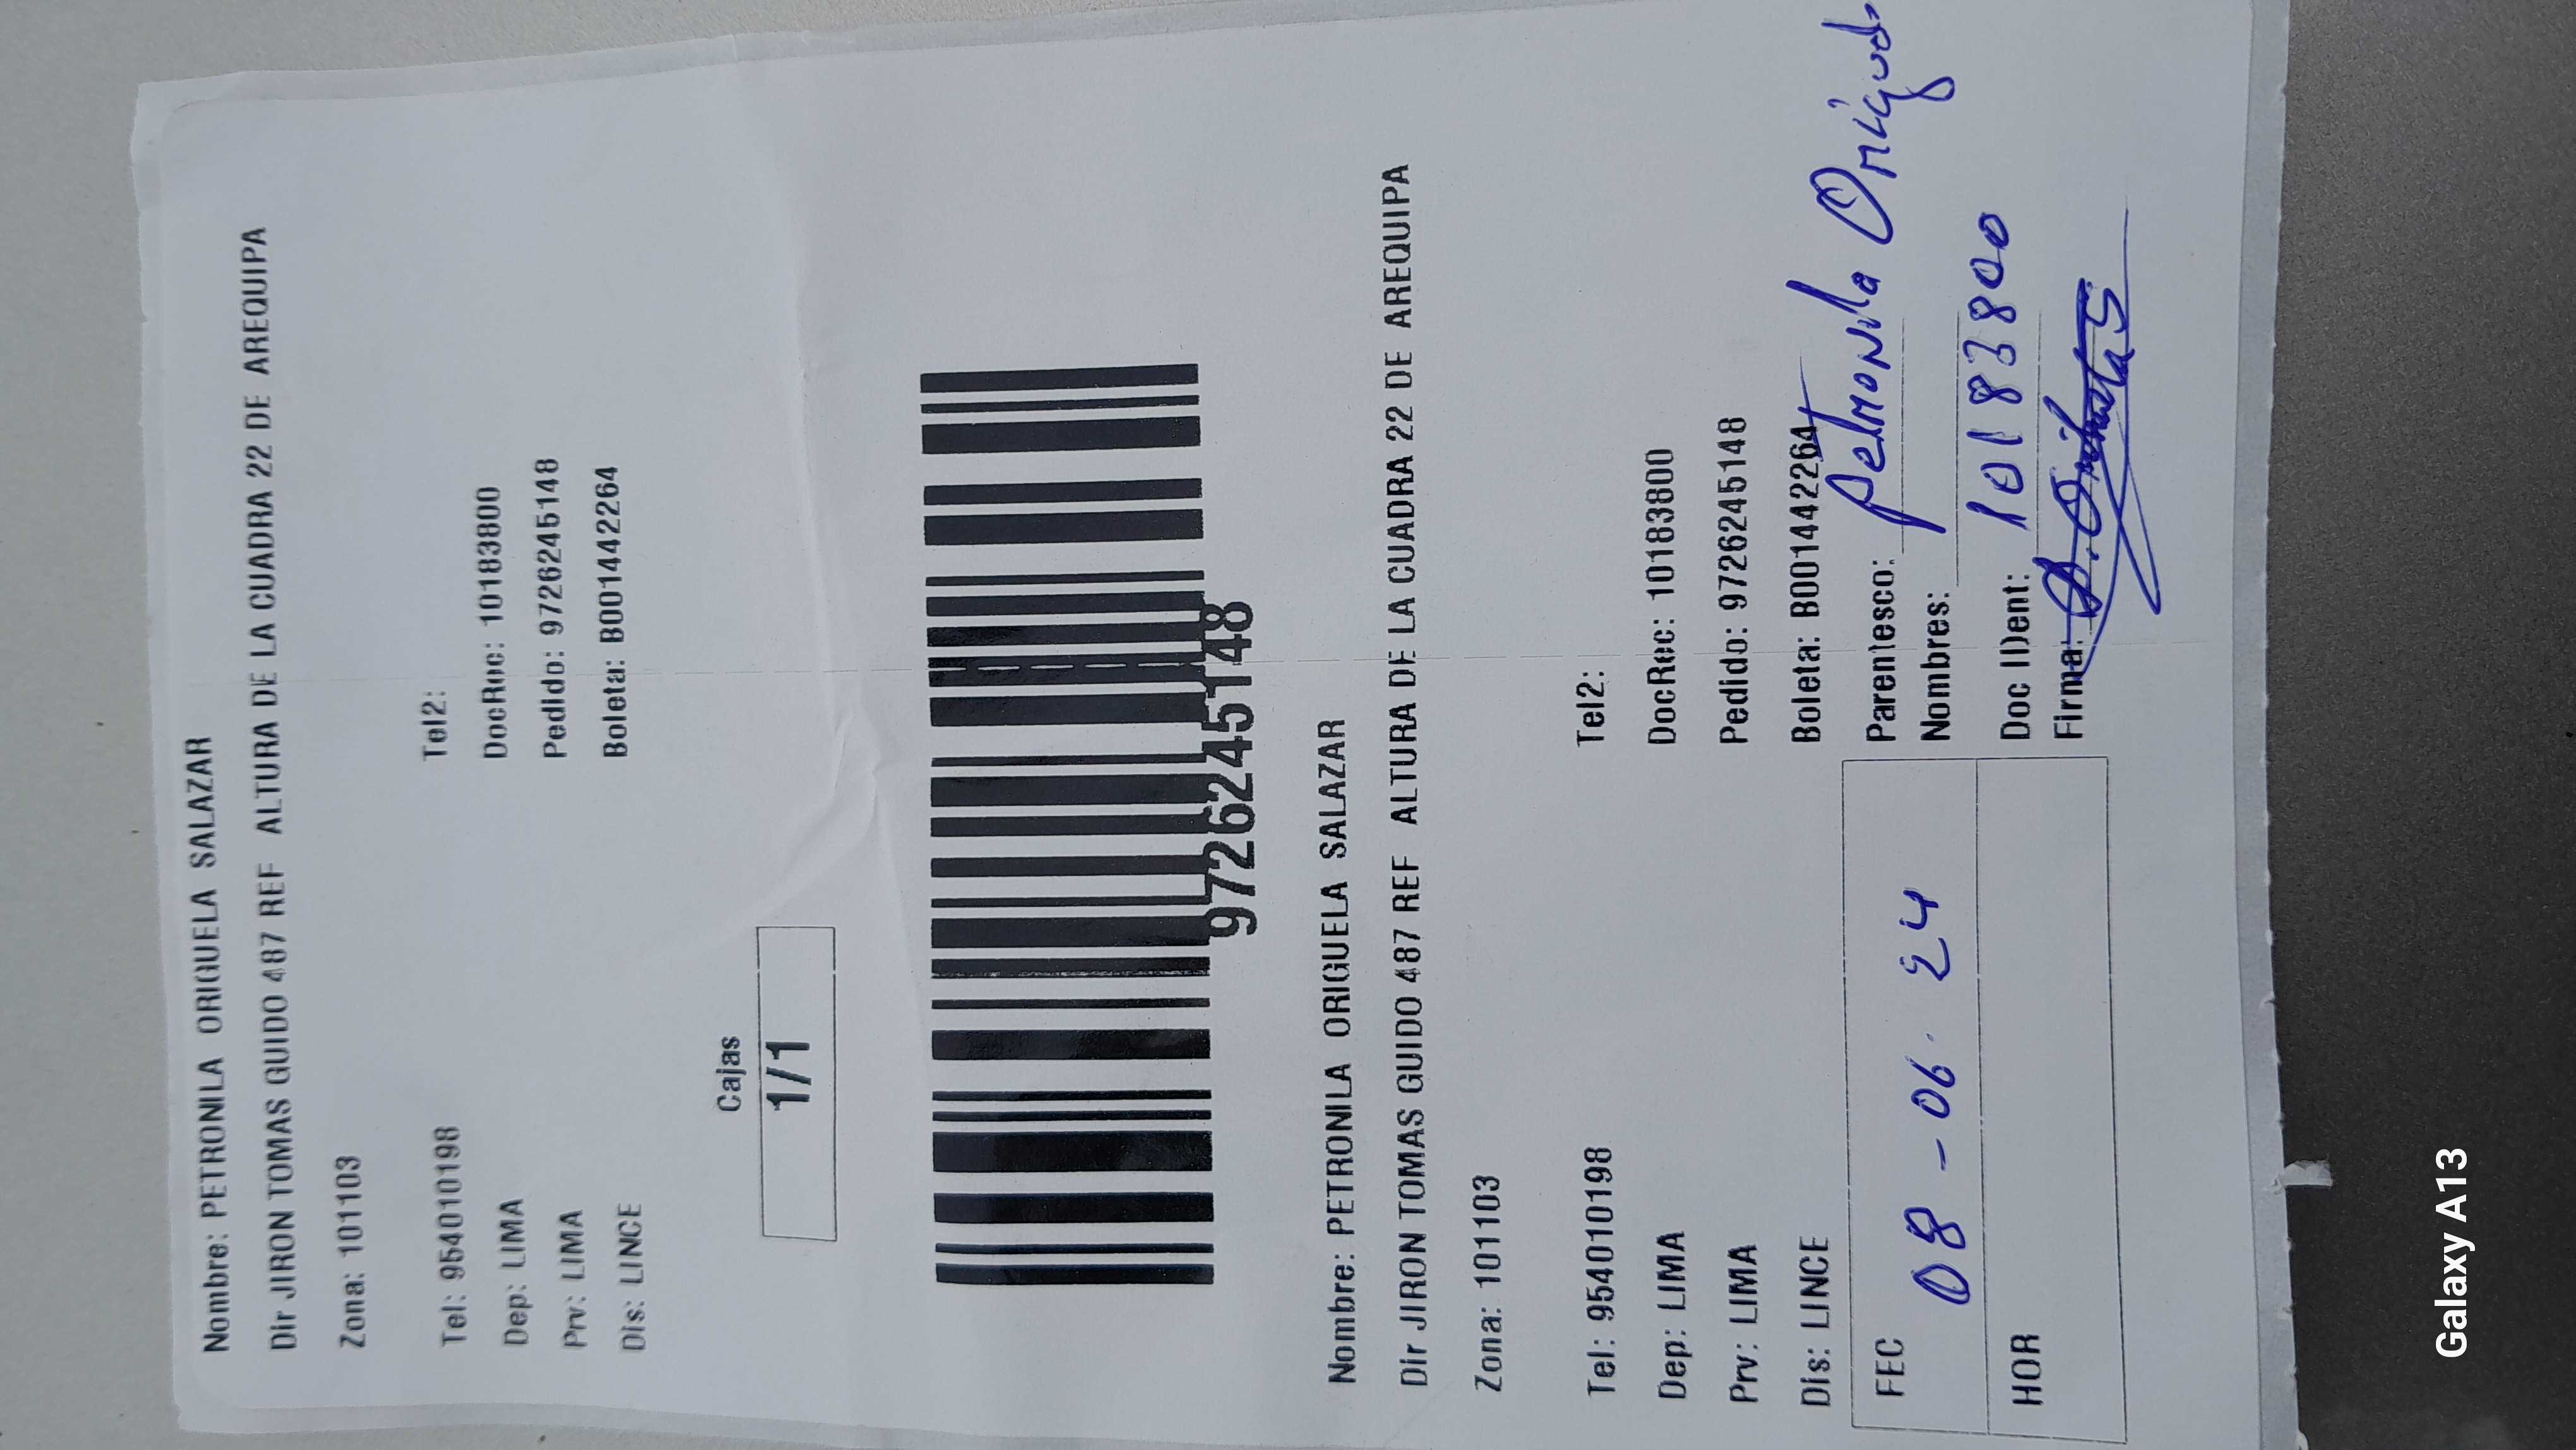 Nombre: PETRONILA ORIGUELA SALAZAR
Dir JIRON TOMAS GUIDO 487 REF ALTURA DE LA CUADRA 22 DE AREQUIPA
Zona: 101103
Tel: 954010198 Tel2:
Dep: LIMA DocRec: 10183800
Prv: LIMA Pedido: 97262451​48
Dis: LINCE Boleta: B001442264
Cajas
1/1
9726245148
Nombre: PETRONILA ORIGUELA SALAZAR
Dir JIRON TOMAS GUIDO 487 REF ALTURA DE LA CUADRA 22 DE AREQUIPA
Zona: 101103
Tel: 954010198 Tel2:
Dep: LIMA DocRec: 10183800
Prv: LIMA Pedido: 9726245148
Dis: LINCE Boleta: B001442264
FEC 08-06.24 Parentesco:
Nombres:
HOR Doc IDent: 10183800
Firma:
Galaxy A13